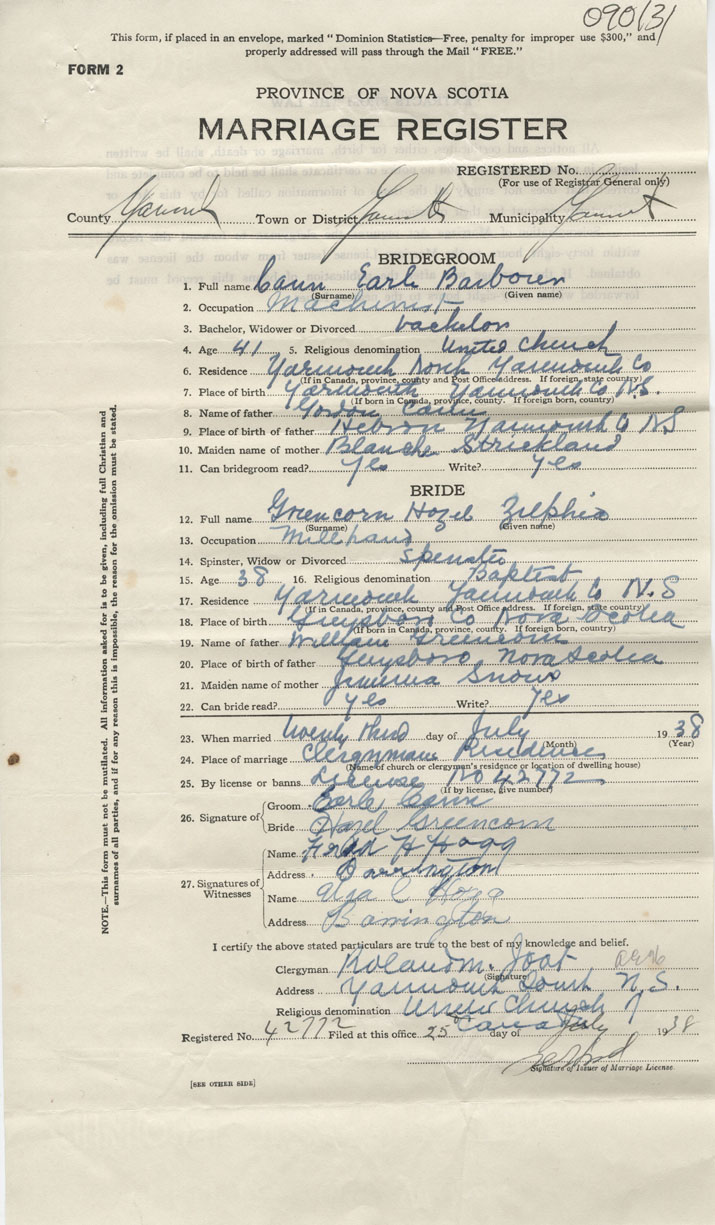 09013
This form, if placed in an envelope, marked "Dominion Statistics—Free, penalty for improper use $300," and
properly addressed will pass through the Mail "FREE."
FORM 2
PROVINCE OF NOVA SCOTIA
MARRIAGE REGISTER
REGISTERED No.
(For use of Registrar General only)
County Yarmouth Town or District Yarmouth Municipality Yarmouth
BRIDEGROOM
1. Full name Cann Earle Barbour
(Surname) (Given name)
2. Occupation Machinist
3. Bachelor, Widower or Divorced bachelor
4. Age 41 5. Religious denomination United Church
6. Residence Yarmouth North Yarmouth Co
(If in Canada, province, county and Post Office address. If foreign, state country)
7. Place of birth Yarmouth Yarmouth Co N.S.
(If born in Canada, province, county. If foreign born, country)
8. Name of father Gordon Cann
9. Place of birth of father Hebron Yarmouth Co NS
10. Maiden name of mother Blanche Strickland
11. Can bridegroom read? yes Write? yes
BRIDE
12. Full name Greencorn Hazel Zilphia
(Surname) (Given name)
13. Occupation Millhand
14. Spinster, Widow or Divorced
15. Age 38 16. Religious denomination Baptist
17. Residence Yarmouth Yarmouth Co N.S
(If in Canada, province, county and Post Office address. If foreign, state country)
18. Place of birth Guysboro Co Nova Scotia
(If born in Canada, province, county. If foreign born, country)
19. Name of father William Greencorn
20. Place of birth of father Guysboro Nova Scotia
21. Maiden name of mother Jimima Snow
22. Can bride read? yes Write? yes
23. When married twenty third day of July 1938
(Month) (Year)
24. Place of marriage Clergymans Residence
(Name of church or clergyman's residence or location of dwelling house)
25. By license or banns License No 42772
(If by license, give number)
26. Signature of
Groom Earle Cann
Bride Hazel Greencorn
27. Signatures of Witnesses
Name H Hogg
Address Barrington
Name Hogg
Address Barrington
I certify the above stated particulars are true to the best of my knowledge and belief.
Clergyman Roland M.
(Signature)
Address Yarmouth South N.S.
Religious denomination United Church of
Canada
Registered No. 42772 Filed at this office 25 day of July 1938
Signature of Issuer of Marriage License
[SEE OTHER SIDE]
NOTE.—This form must not be mutilated. All information asked for is to be given, including full Christian and
surnames of all parties, and if for any reason this is impossible, the reason for the omission must be stated.